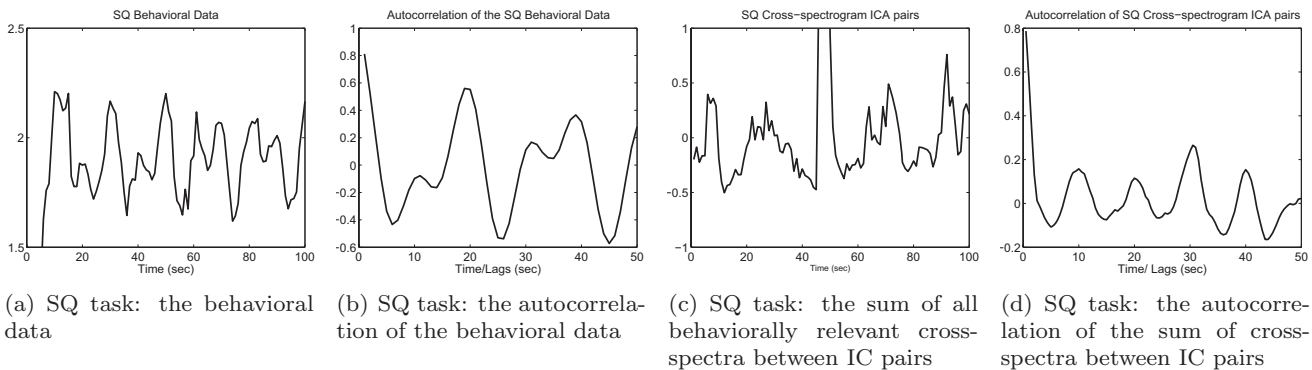 SQ Behavioral Data
2.5
2
1.5
0 20 40 60 80 100
Time (sec)
Autocorrelation of the SQ Behavioral Data
1
0.8
0.6
0.4
0.2
0
−0.2
−0.4
−0.6
0 10 20 30 40 50
Time/Lags (sec)
SQ Cross−spectrogram ICA pairs
1
0.5
0
−0.5
−1
0 20 40 60 80 100
Time (sec)
Autocorrelation of SQ Cross−spectrogram ICA pairs
0.8
0.6
0.4
0.2
0
−0.2
0 10 20 30 40 50
Time/ Lags (sec)
(a) SQ task: the behavioral
data
(b) SQ task: the autocorrela-
tion of the behavioral data
(c) SQ task: the sum of all
behaviorally relevant cross-
spectra between IC pairs
(d) SQ task: the autocorre-
lation of the sum of cross-
spectra between IC pairs